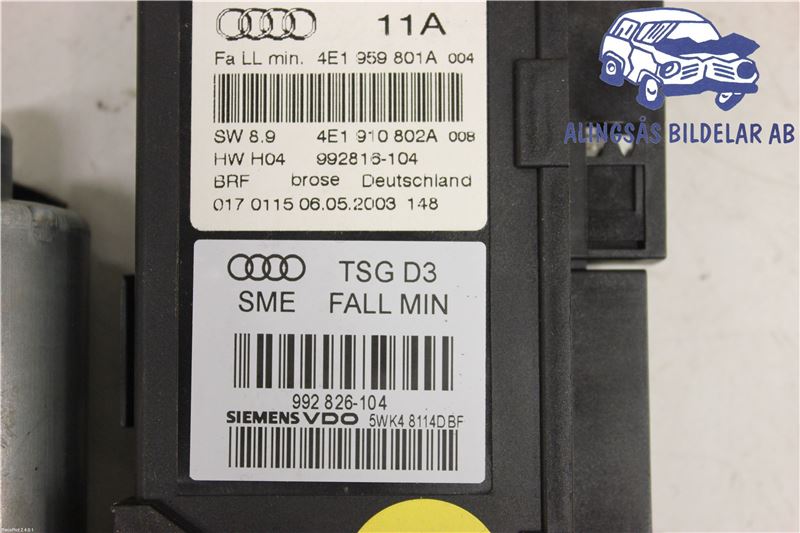 11A
Fa LL min. 4E1 959 801A 004
SW 8.9 4E1 910 802A 008
HW H04 992816-104
BRF brose Deutschland
017 0115 06.05.2003 148
TSG D3
SME FALL MIN
992 826-104
SIEMENS VDO 5WK4 8114D BF
ALINGSÅS BILDELAR AB